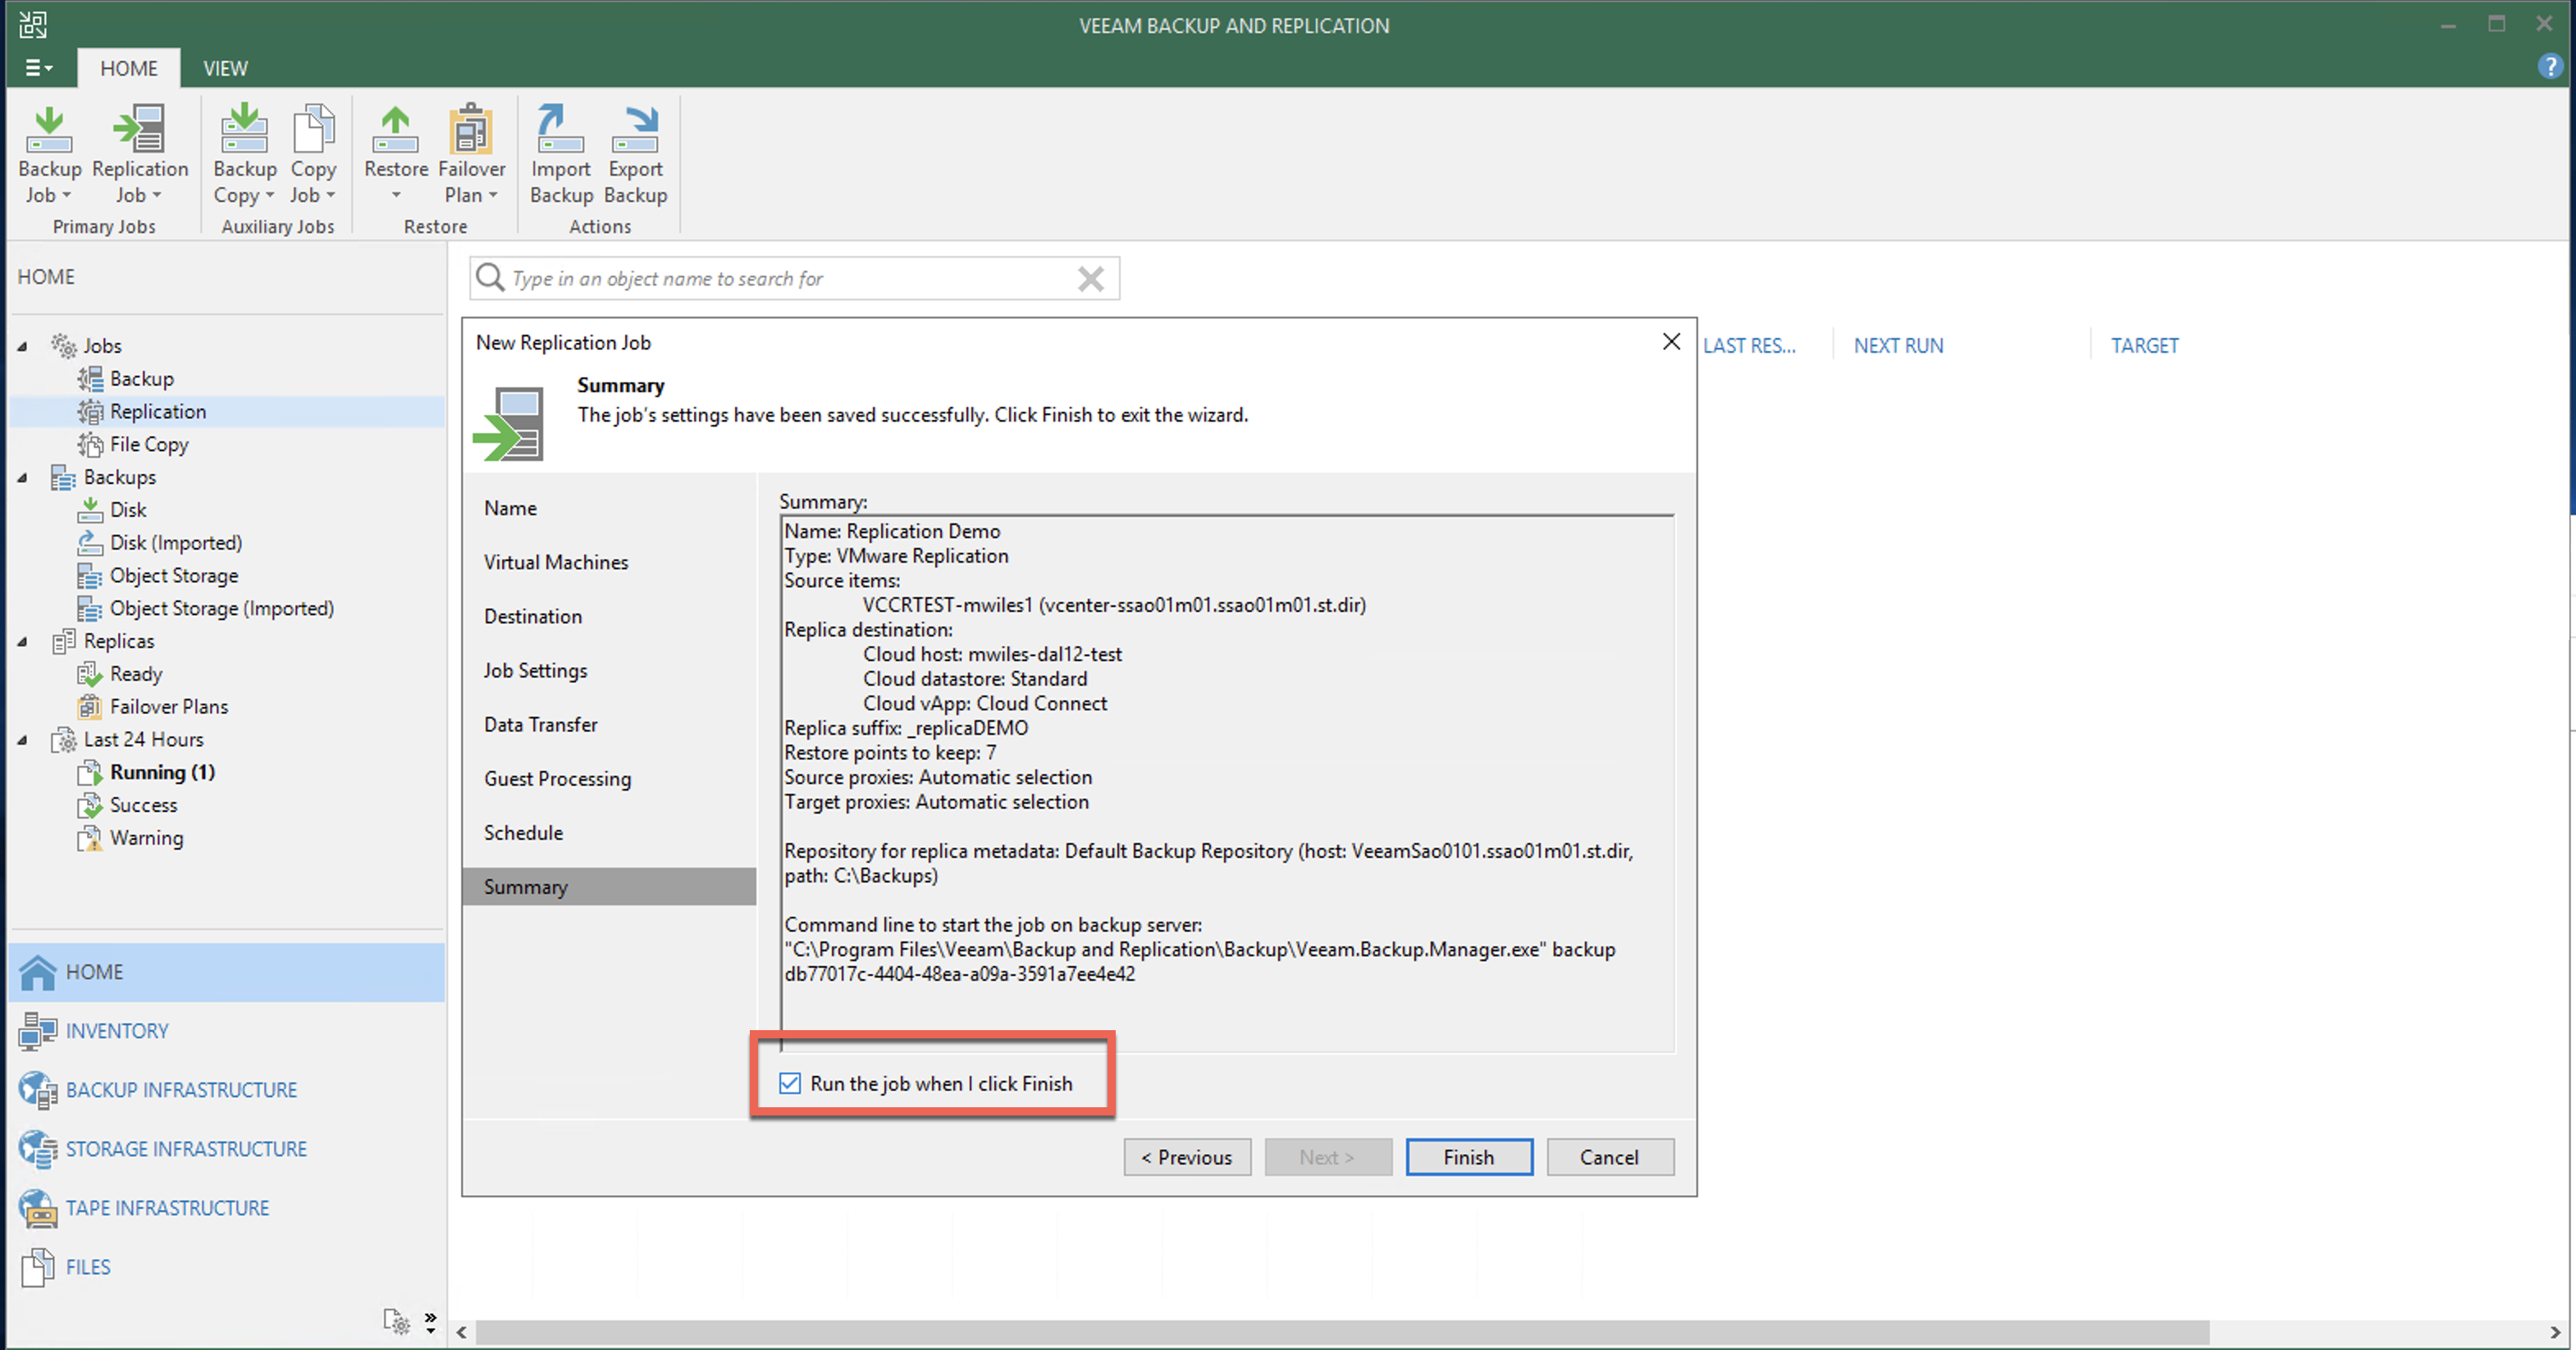 VEEAM BACKUP AND REPLICATION
HOME
VIEW
?
Backup Job
Replication Job
Backup Copy
Copy Job
Restore
Failover Plan
Import Backup
Export Backup
Primary Jobs
Auxiliary Jobs
Restore
Actions
HOME
Type in an object name to search for
Jobs
Backup
Replication
File Copy
Backups
Disk
Disk (Imported)
Object Storage
Object Storage (Imported)
Replicas
Ready
Failover Plans
Last 24 Hours
Running (1)
Success
Warning
HOME
INVENTORY
BACKUP INFRASTRUCTURE
STORAGE INFRASTRUCTURE
TAPE INFRASTRUCTURE
FILES
LAST RES...
NEXT RUN
TARGET
New Replication Job
Summary
The job's settings have been saved successfully. Click Finish to exit the wizard.
Name
Virtual Machines
Destination
Job Settings
Data Transfer
Guest Processing
Schedule
Summary
Summary:
Name: Replication Demo
Type: VMware Replication
Source items:
VCCRTEST-mwiles1 (vcenter-ssao01m01.ssao01m01.st.dir)
Replica destination:
Cloud host: mwiles-dal12-test
Cloud datastore: Standard
Cloud vApp: Cloud Connect
Replica suffix: _replicaDEMO
Restore points to keep: 7
Source proxies: Automatic selection
Target proxies: Automatic selection
Repository for replica metadata: Default Backup Repository (host: VeeamSao0101.ssao01m01.st.dir,
path: C:\Backups)
Command line to start the job on backup server:
"C:\Program Files\Veeam\Backup and Replication\Backup\Veeam.Backup.Manager.exe" backup
db77017c-4404-48ea-a09a-3591a7ee4e42
Run the job when I click Finish
< Previous
Next >
Finish
Cancel